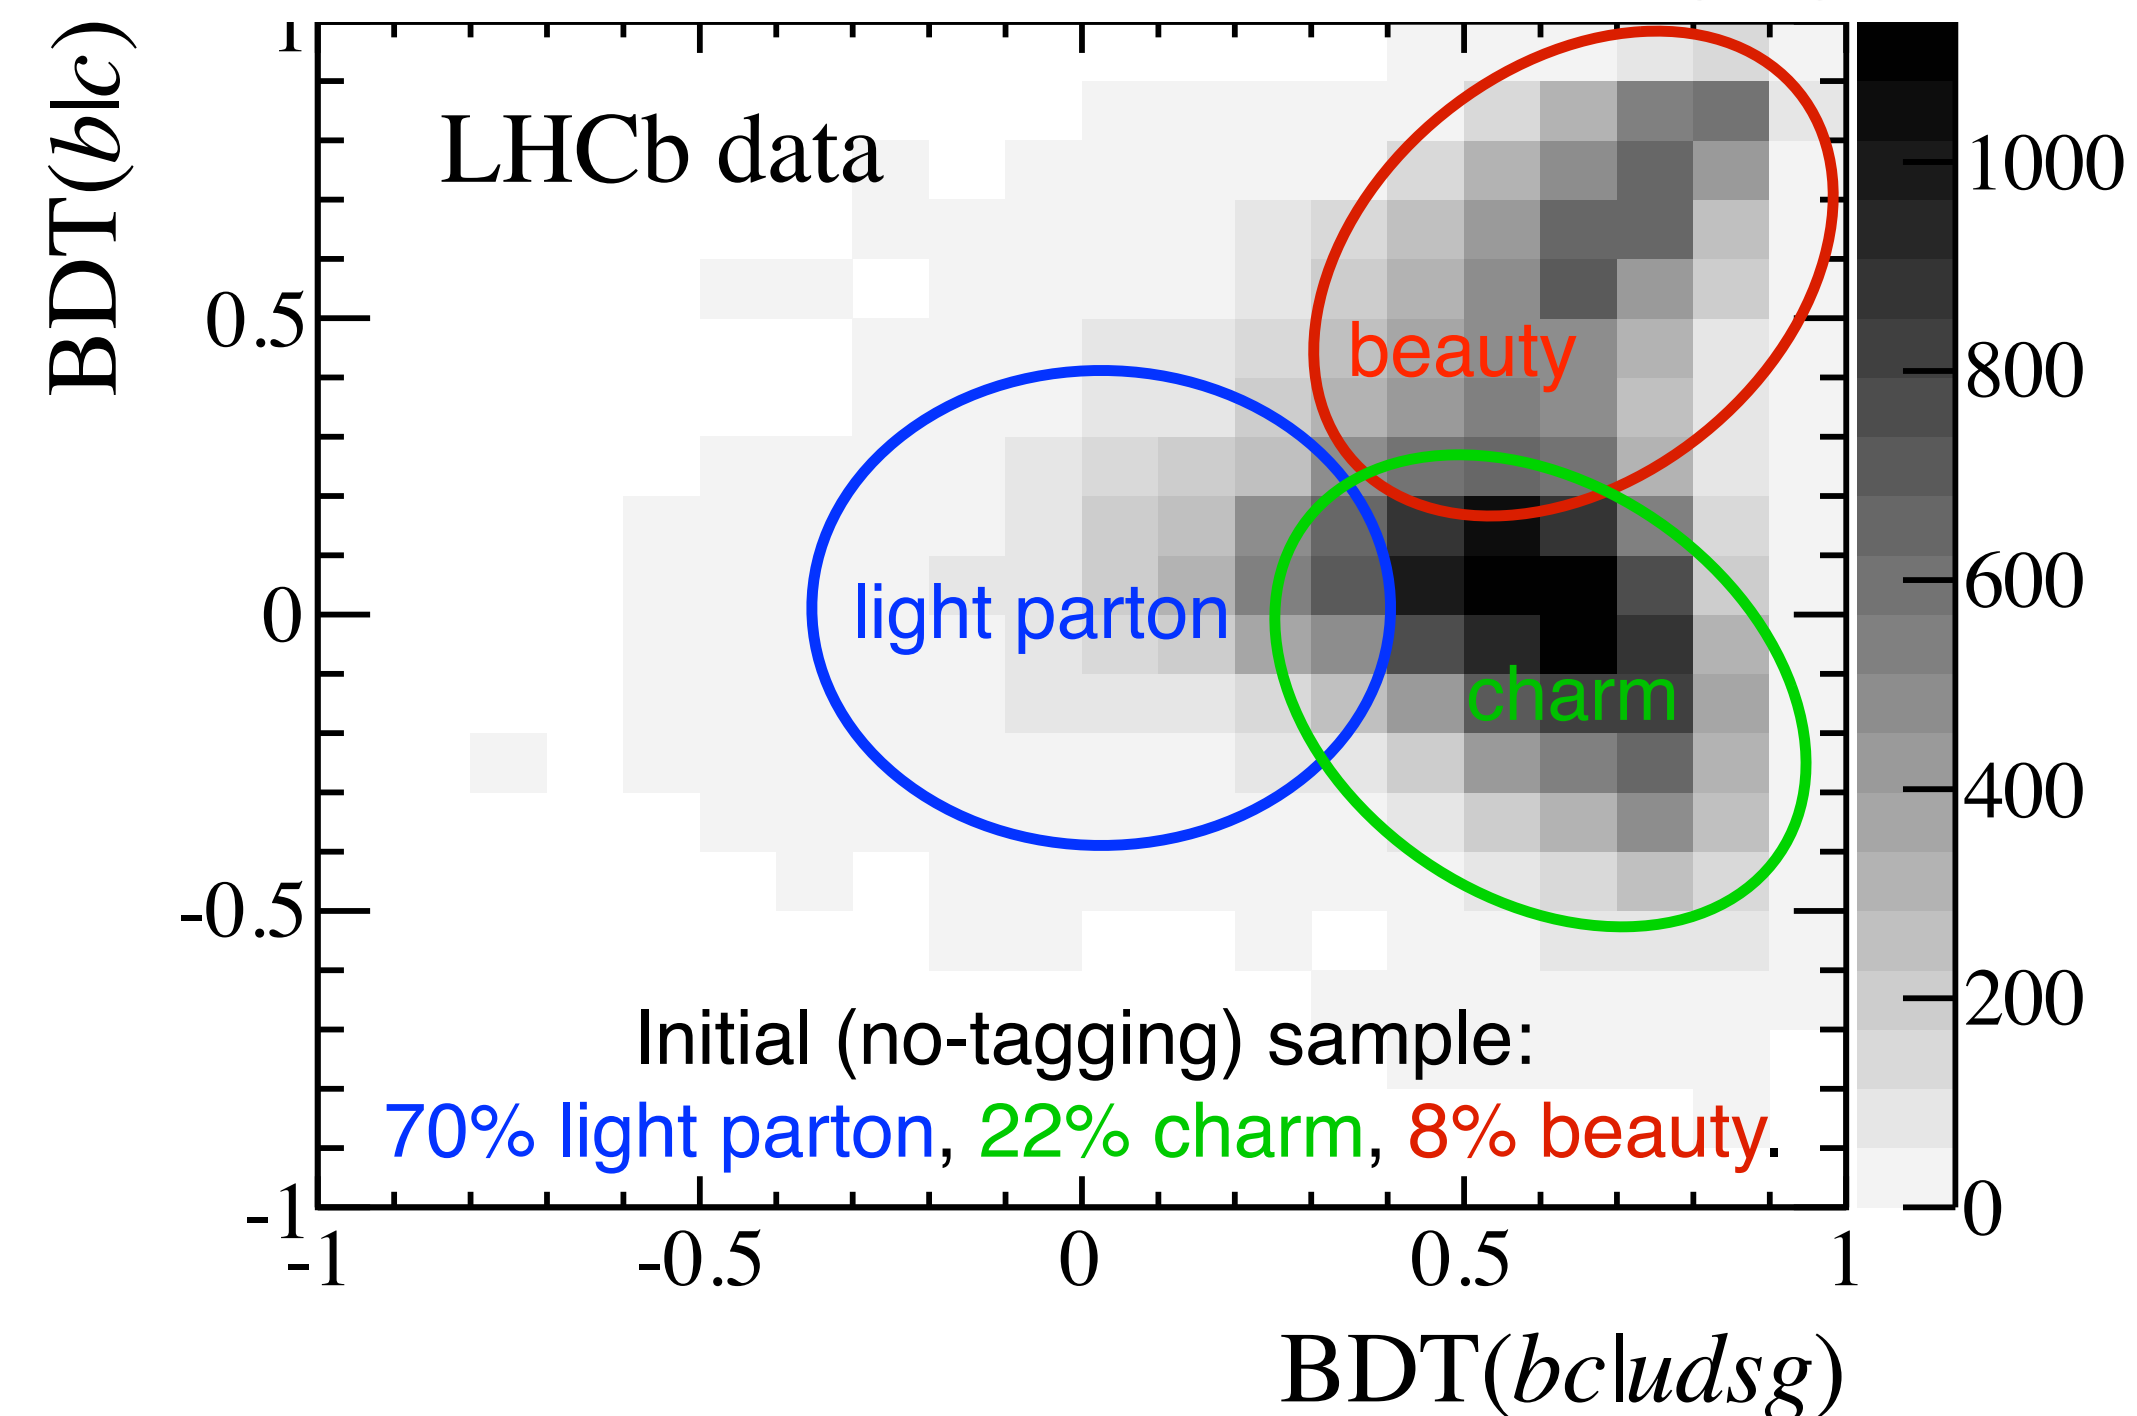 BDT(b|c)
1
LHCb data
1000
0.5
beauty
800
600
0
light parton
charm
400
-0.5
200
Initial (no-tagging) sample:
70% light parton, 22% charm, 8% beauty.
-1
0
-1 -0.5 0 0.5 1
BDT(bc|udsg)